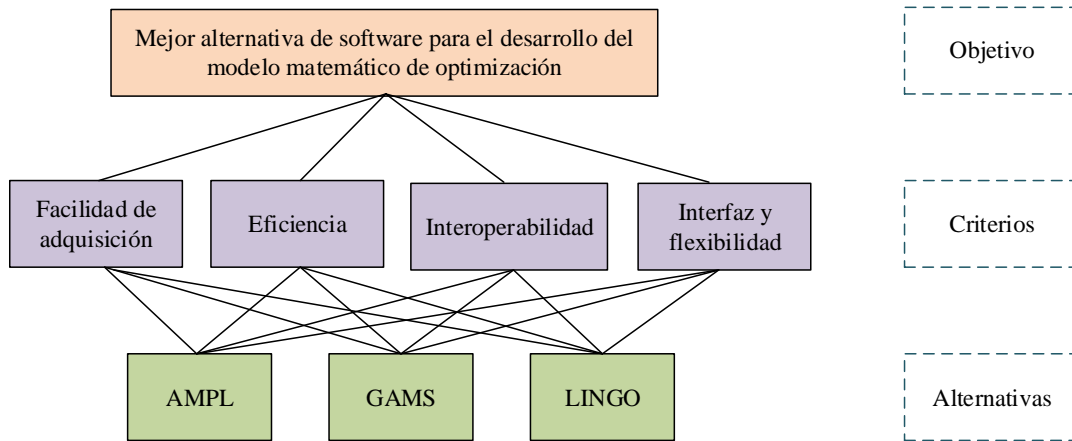 Mejor alternativa de software para el desarrollo del
modelo matemático de optimización
Objetivo
Facilidad de
adquisición
Eficiencia
Interoperabilidad
Interfaz y
flexibilidad
Criterios
AMPL
GAMS
LINGO
Alternativas